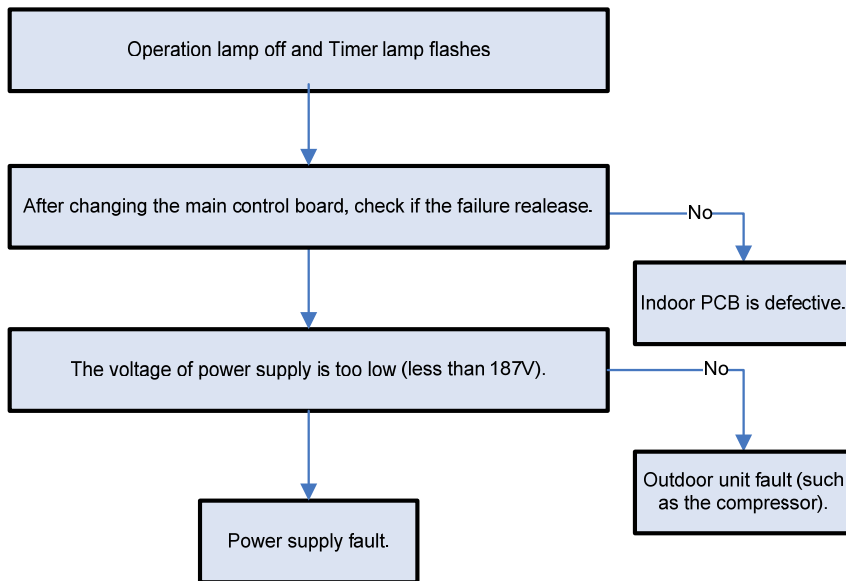 Operation lamp off and Timer lamp flashes
After changing the main control board, check if the failure realease.
No
Indoor PCB is defective.
The voltage of power supply is too low (less than 187V).
No
Outdoor unit fault (such
as the compressor).
Power supply fault.